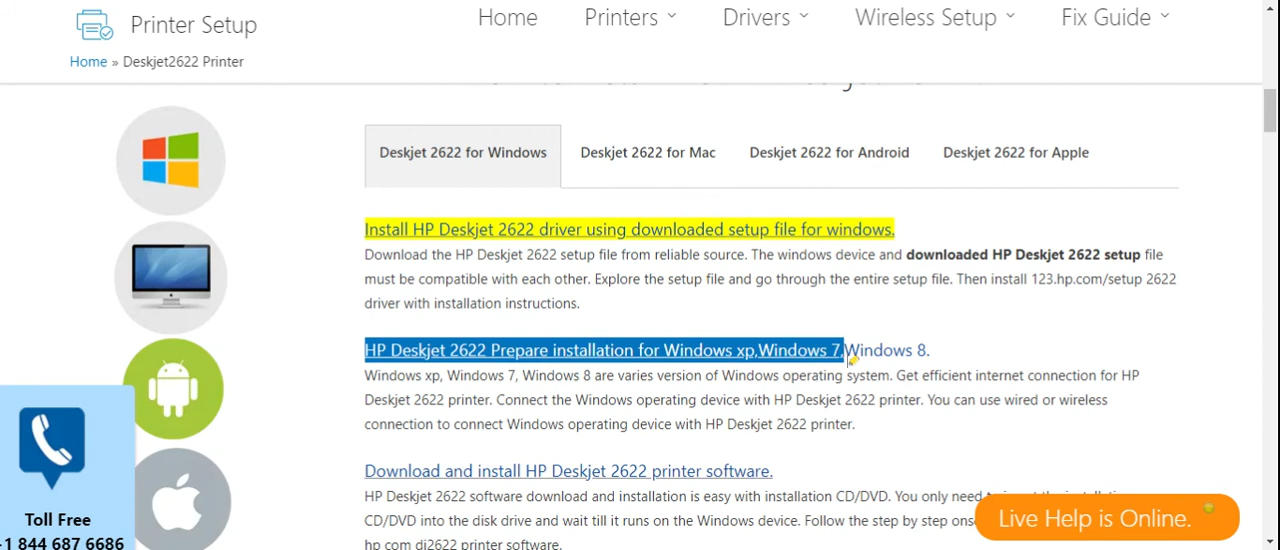 Printer Setup
Home
Printers
Drivers
Wireless Setup
Fix Guide
Home » Deskjet2622 Printer
Deskjet 2622 for Windows
Deskjet 2622 for Mac
Deskjet 2622 for Android
Deskjet 2622 for Apple
Install HP Deskjet 2622 driver using downloaded setup file for windows.
Download the HP Deskjet 2622 setup file from reliable source. The windows device and downloaded HP Deskjet 2622 setup file
must be compatible with each other. Explore the setup file and go through the entire setup file. Then install 123.hp.com/setup 2622
driver with installation instructions.
HP Deskjet 2622 Prepare installation for Windows xp,Windows 7,Windows 8.
Windows xp, Windows 7, Windows 8 are varies version of Windows operating system. Get efficient internet connection for HP
Deskjet 2622 printer. Connect the Windows operating device with HP Deskjet 2622 printer. You can use wired or wireless
connection to connect Windows operating device with HP Deskjet 2622 printer.
Download and install HP Deskjet 2622 printer software.
HP Deskjet 2622 software download and installation is easy with installation CD/DVD. You only need
CD/DVD into the disk drive and wait till it runs on the Windows device. Follow the step by step
hp com dj2622 printer software.
Toll Free
+1 844 687 6686
Live Help is Online.